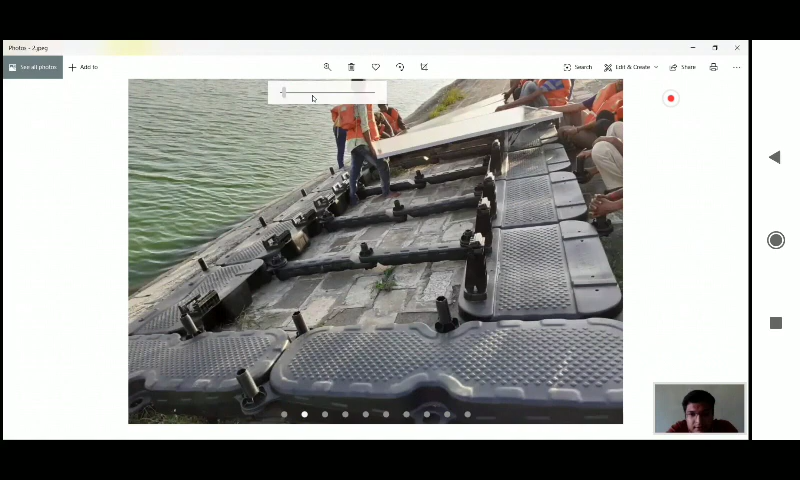 Photos - 2.jpeg
See all photos
Add to
Search
Edit & Create
Share